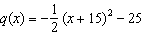 q(x) = −1/2 (x + 15)² − 25